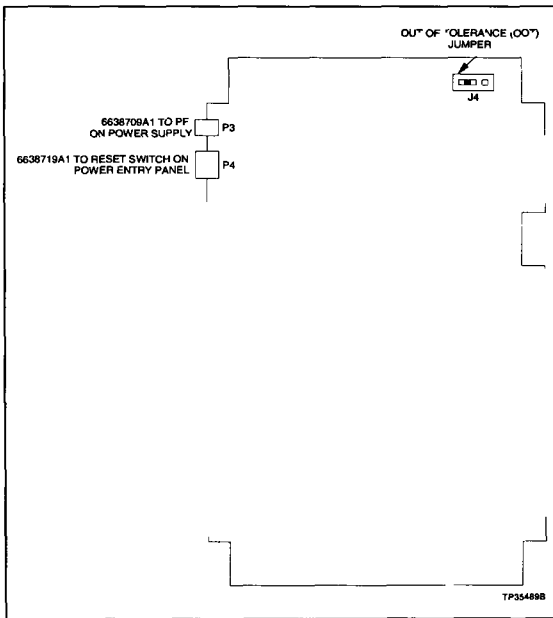 OUT OF TOLERANCE (OOT)
JUMPER
J4
6638709A1 TO PF
ON POWER SUPPLY
P3
6638719A1 TO RESET SWITCH ON
POWER ENTRY PANEL
P4
TP35489B